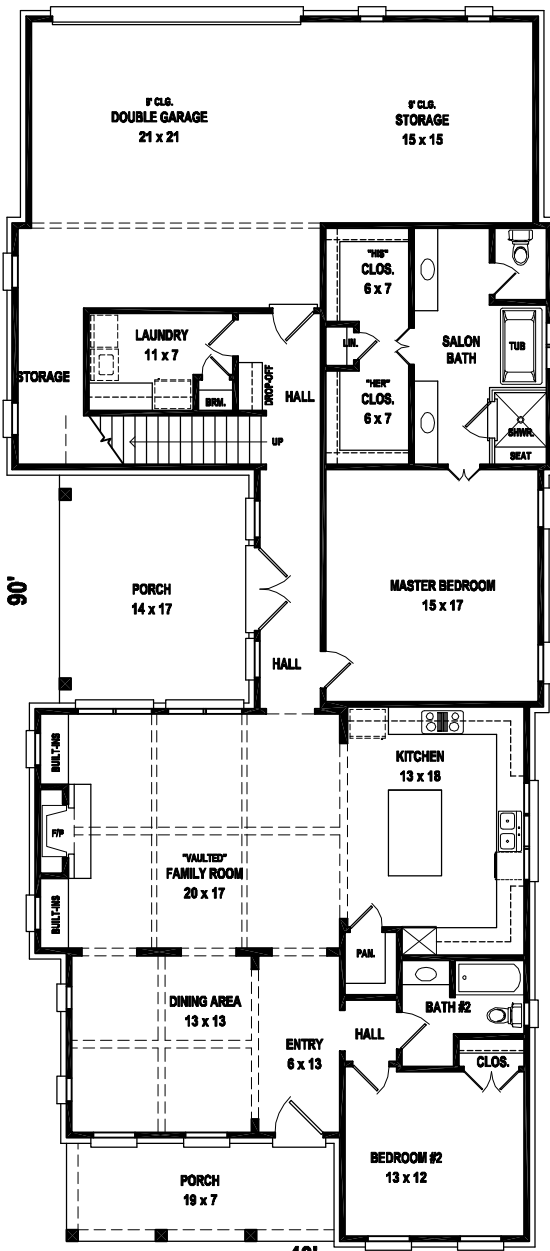 8' CLG.
DOUBLE GARAGE
21 x 21
9' CLG.
STORAGE
15 x 15
"HIS"
CLOS.
6 x 7
LAUNDRY
11 x 7
LIN.
SALON
BATH
TUB
STORAGE
DROP-OFF
HALL
"HER"
CLOS.
6 x 7
BRM.
SHWR.
UP
SEAT
90'
PORCH
14 x 17
MASTER BEDROOM
15 x 17
HALL
BUILT-INS
KITCHEN
13 x 18
F/P
"VAULTED"
FAMILY ROOM
20 x 17
BUILT-INS
PAN.
DINING AREA
13 x 13
BATH #2
ENTRY
6 x 13
HALL
CLOS.
BEDROOM #2
13 x 12
PORCH
19 x 7